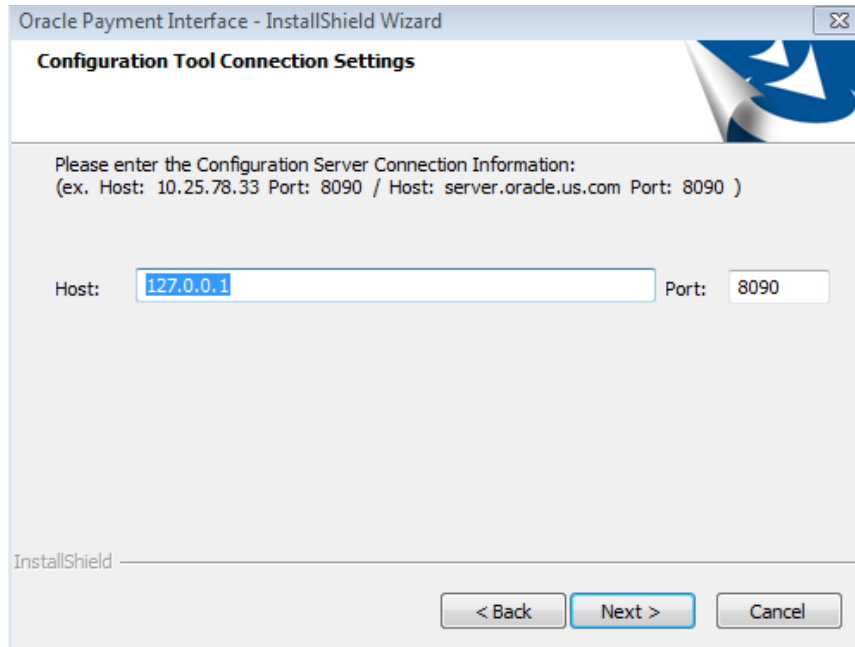 Oracle Payment Interface - InstallShield Wizard
Configuration Tool Connection Settings
Please enter the Configuration Server Connection Information:
(ex. Host: 10.25.78.33 Port: 8090 / Host: server.oracle.us.com Port: 8090 )
Host: 127.0.0.1 Port: 8090
InstallShield
< Back Next > Cancel